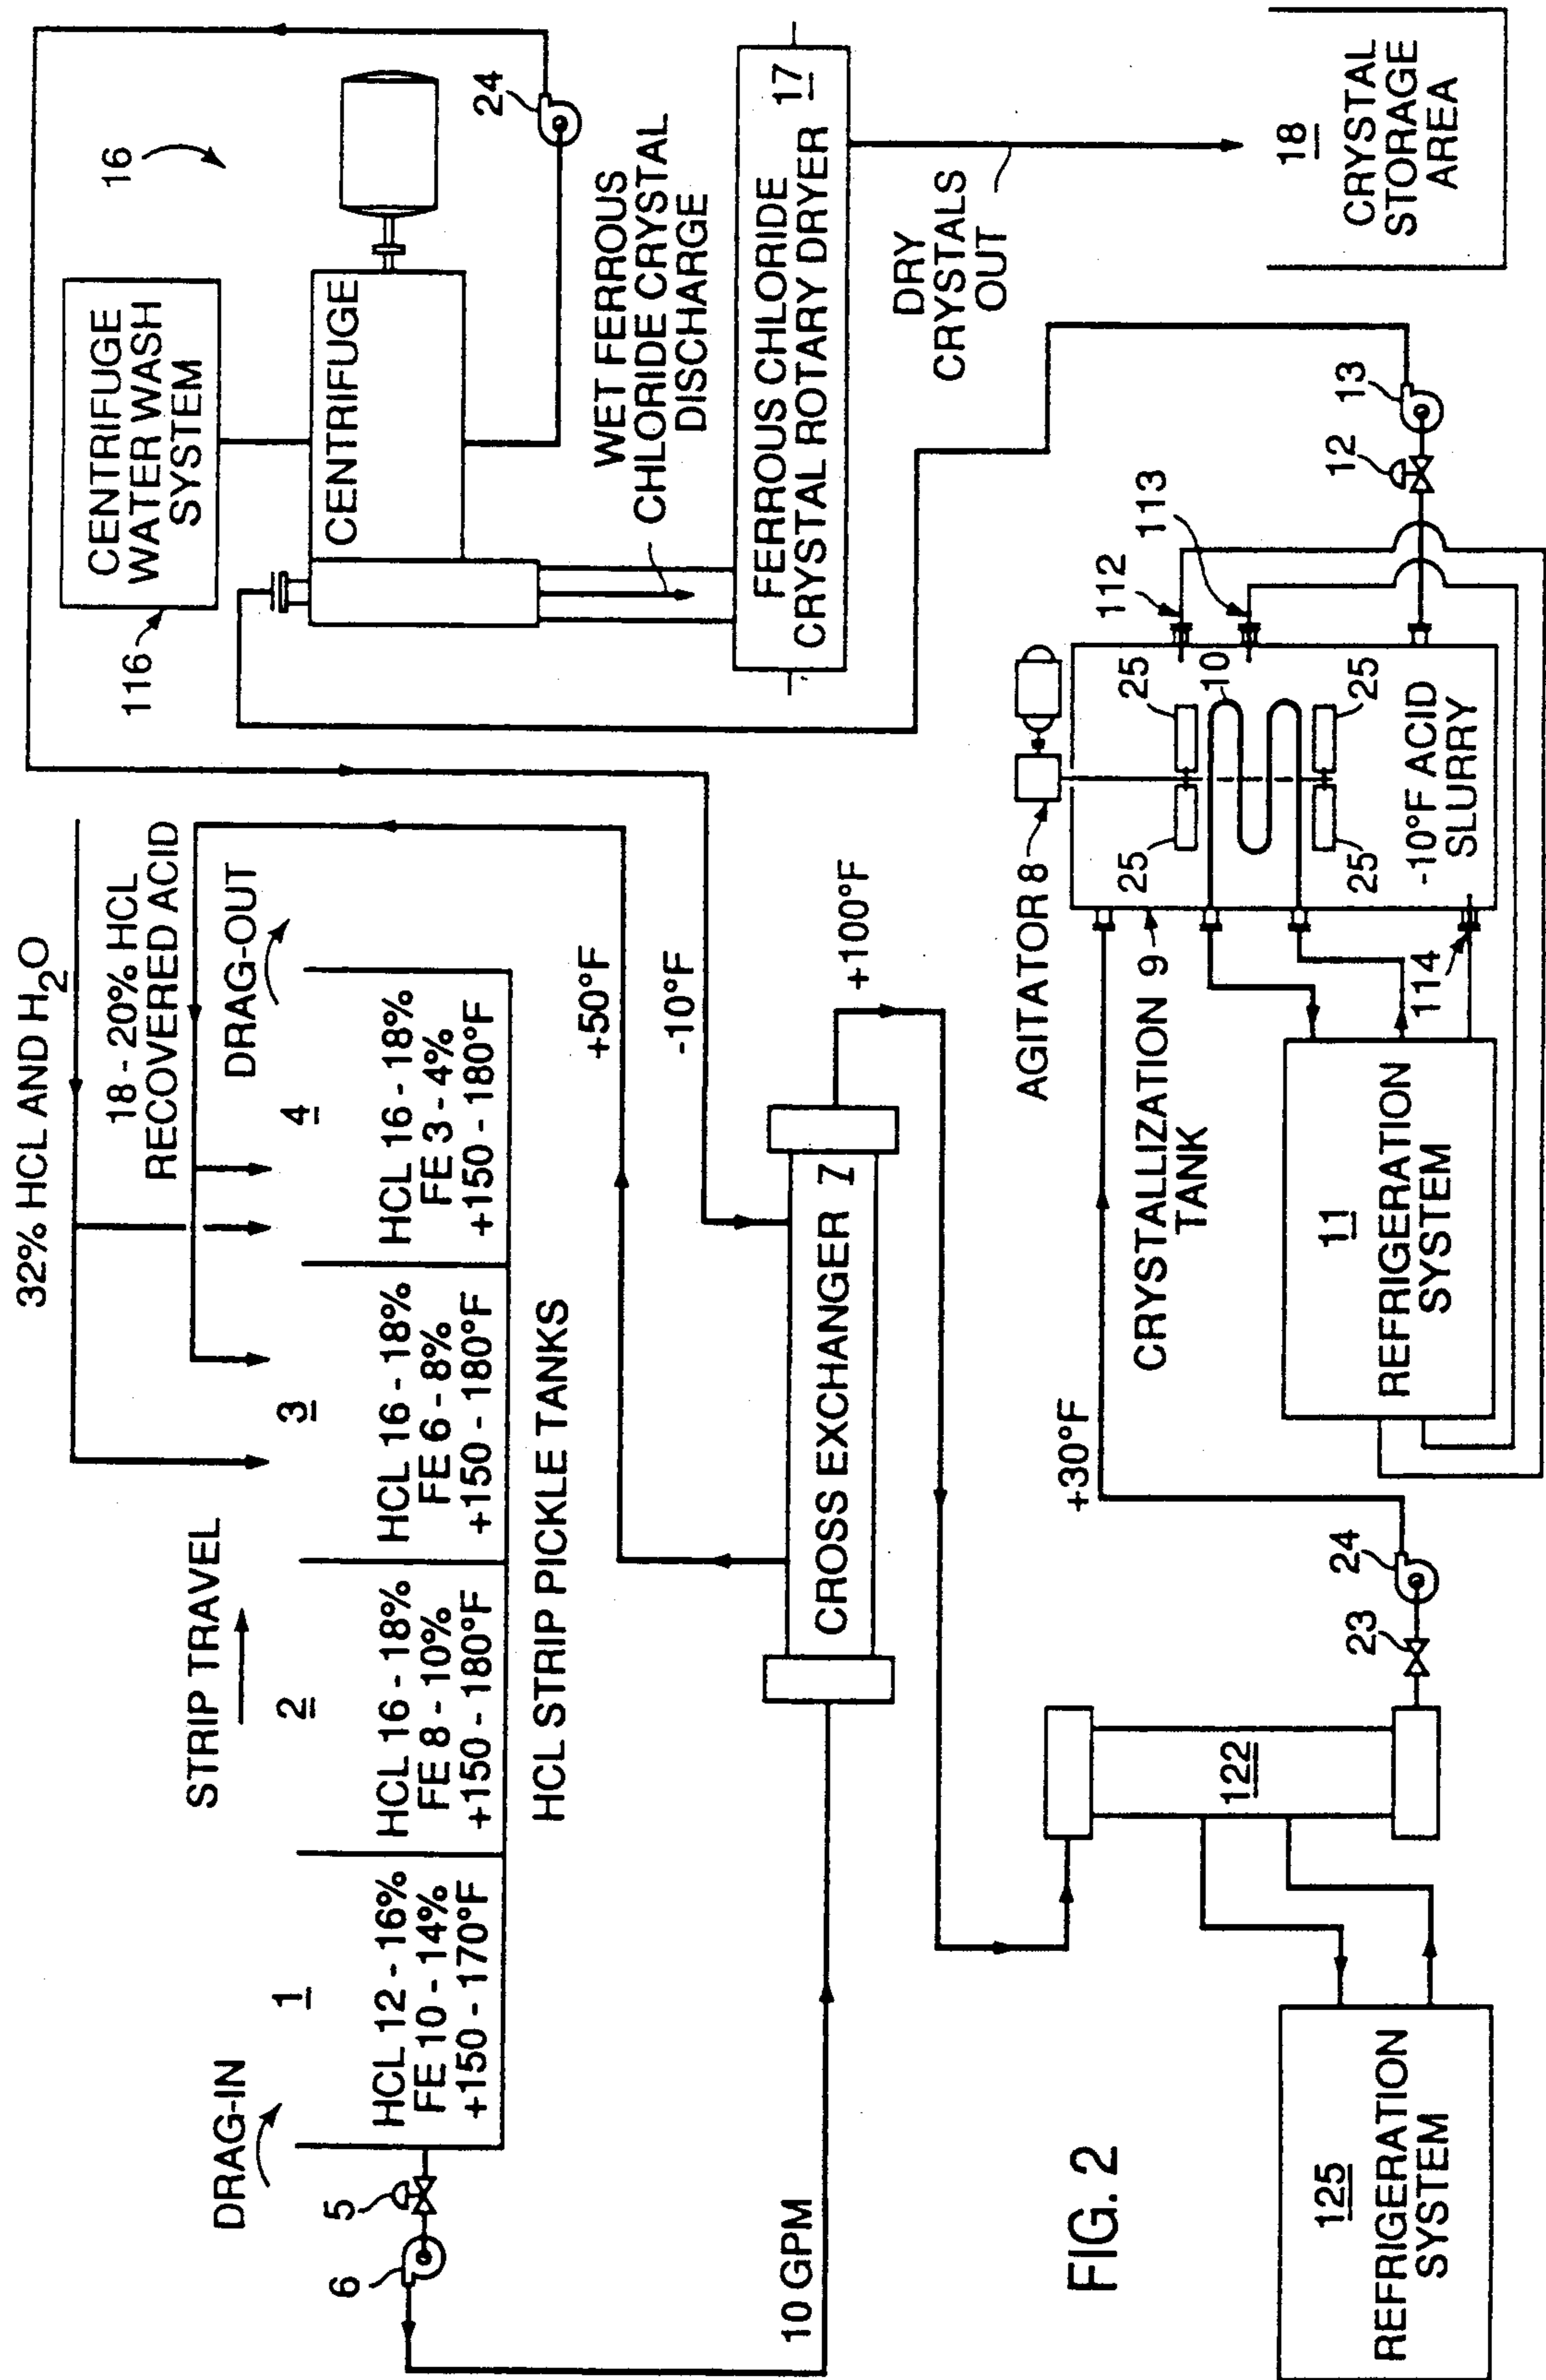 32% HCL AND H2O
18 - 20% HCL
RECOVERED ACID
STRIP TRAVEL
DRAG-IN
DRAG-OUT
1
HCL 12 - 16%
FE 10 - 14%
+150 - 170°F
2
HCL 16 - 18%
FE 8 - 10%
+150 - 180°F
3
HCL 16 - 18%
FE 6 - 8%
+150 - 180°F
4
HCL 16 - 18%
FE 3 - 4%
+150 - 180°F
HCL STRIP PICKLE TANKS
5
6
10 GPM
+50°F
-10°F
CROSS EXCHANGER 7
+100°F
116
CENTRIFUGE
WATER WASH
SYSTEM
16
CENTRIFUGE
24
WET FERROUS
CHLORIDE CRYSTAL
DISCHARGE
FERROUS CHLORIDE
CRYSTAL ROTARY DRYER
17
DRY
CRYSTALS
OUT
18
CRYSTAL
STORAGE
AREA
FIG. 2
125
REFRIGERATION
SYSTEM
122
23
24
+30°F
CRYSTALLIZATION 9
TANK
AGITATOR 8
11
REFRIGERATION
SYSTEM
114
25
25
10
25
25
-10°F ACID
SLURRY
112
113
12
13